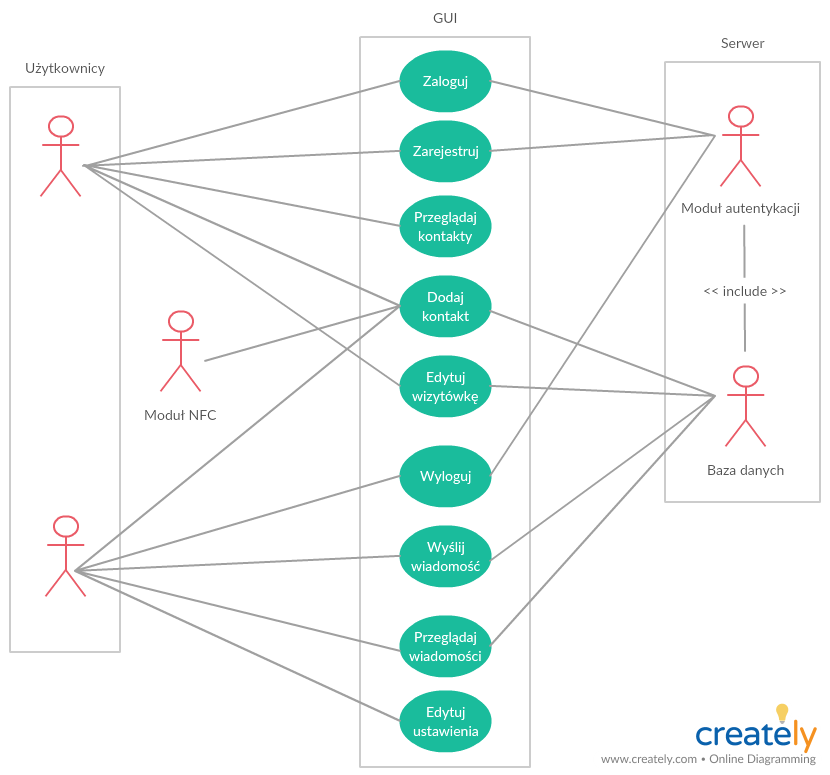 GUI
Serwer
Użytkownicy
Zaloguj
Zarejestruj
Moduł autentykacji
Przeglądaj
kontakty
<< include >>
Dodaj
kontakt
Edytuj
wizytówkę
Moduł NFC
Baza danych
Wyloguj
Wyślij
wiadomość
Przeglądaj
wiadomości
Edytuj
ustawienia
creately
www.creately.com • Online Diagramming